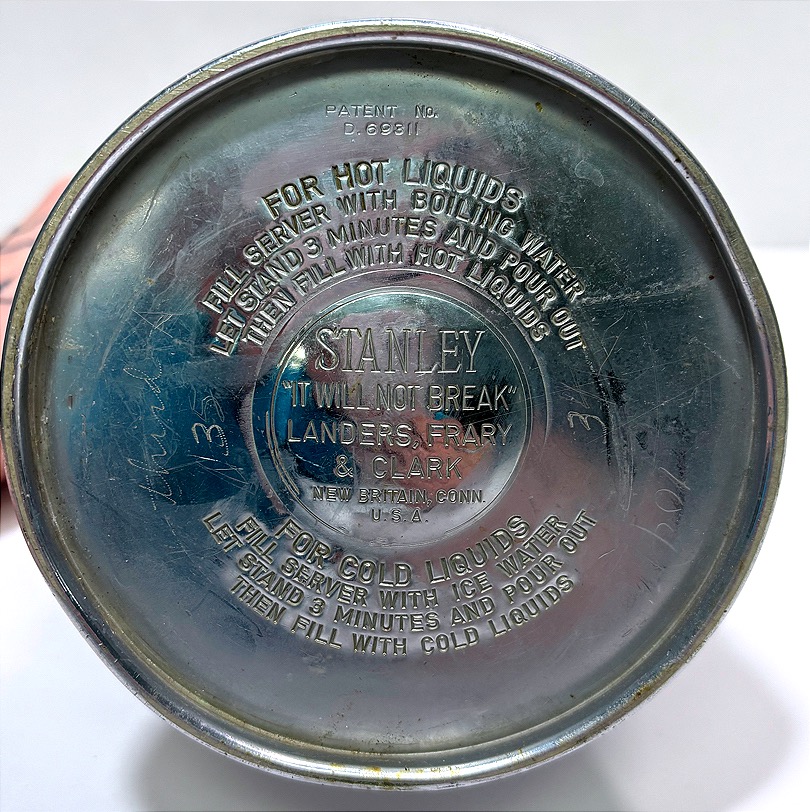 PATENT No.
D. 69311
FOR HOT LIQUIDS
FILL SERVER WITH BOILING WATER
LET STAND 3 MINUTES AND POUR OUT
THEN FILL WITH HOT LIQUIDS
STANLEY
"IT WILL NOT BREAK"
LANDERS, FRARY
& CLARK
NEW BRITAIN, CONN.
U.S.A.
FOR COLD LIQUIDS
FILL SERVER WITH ICE WATER
LET STAND 3 MINUTES AND POUR OUT
THEN FILL WITH COLD LIQUIDS